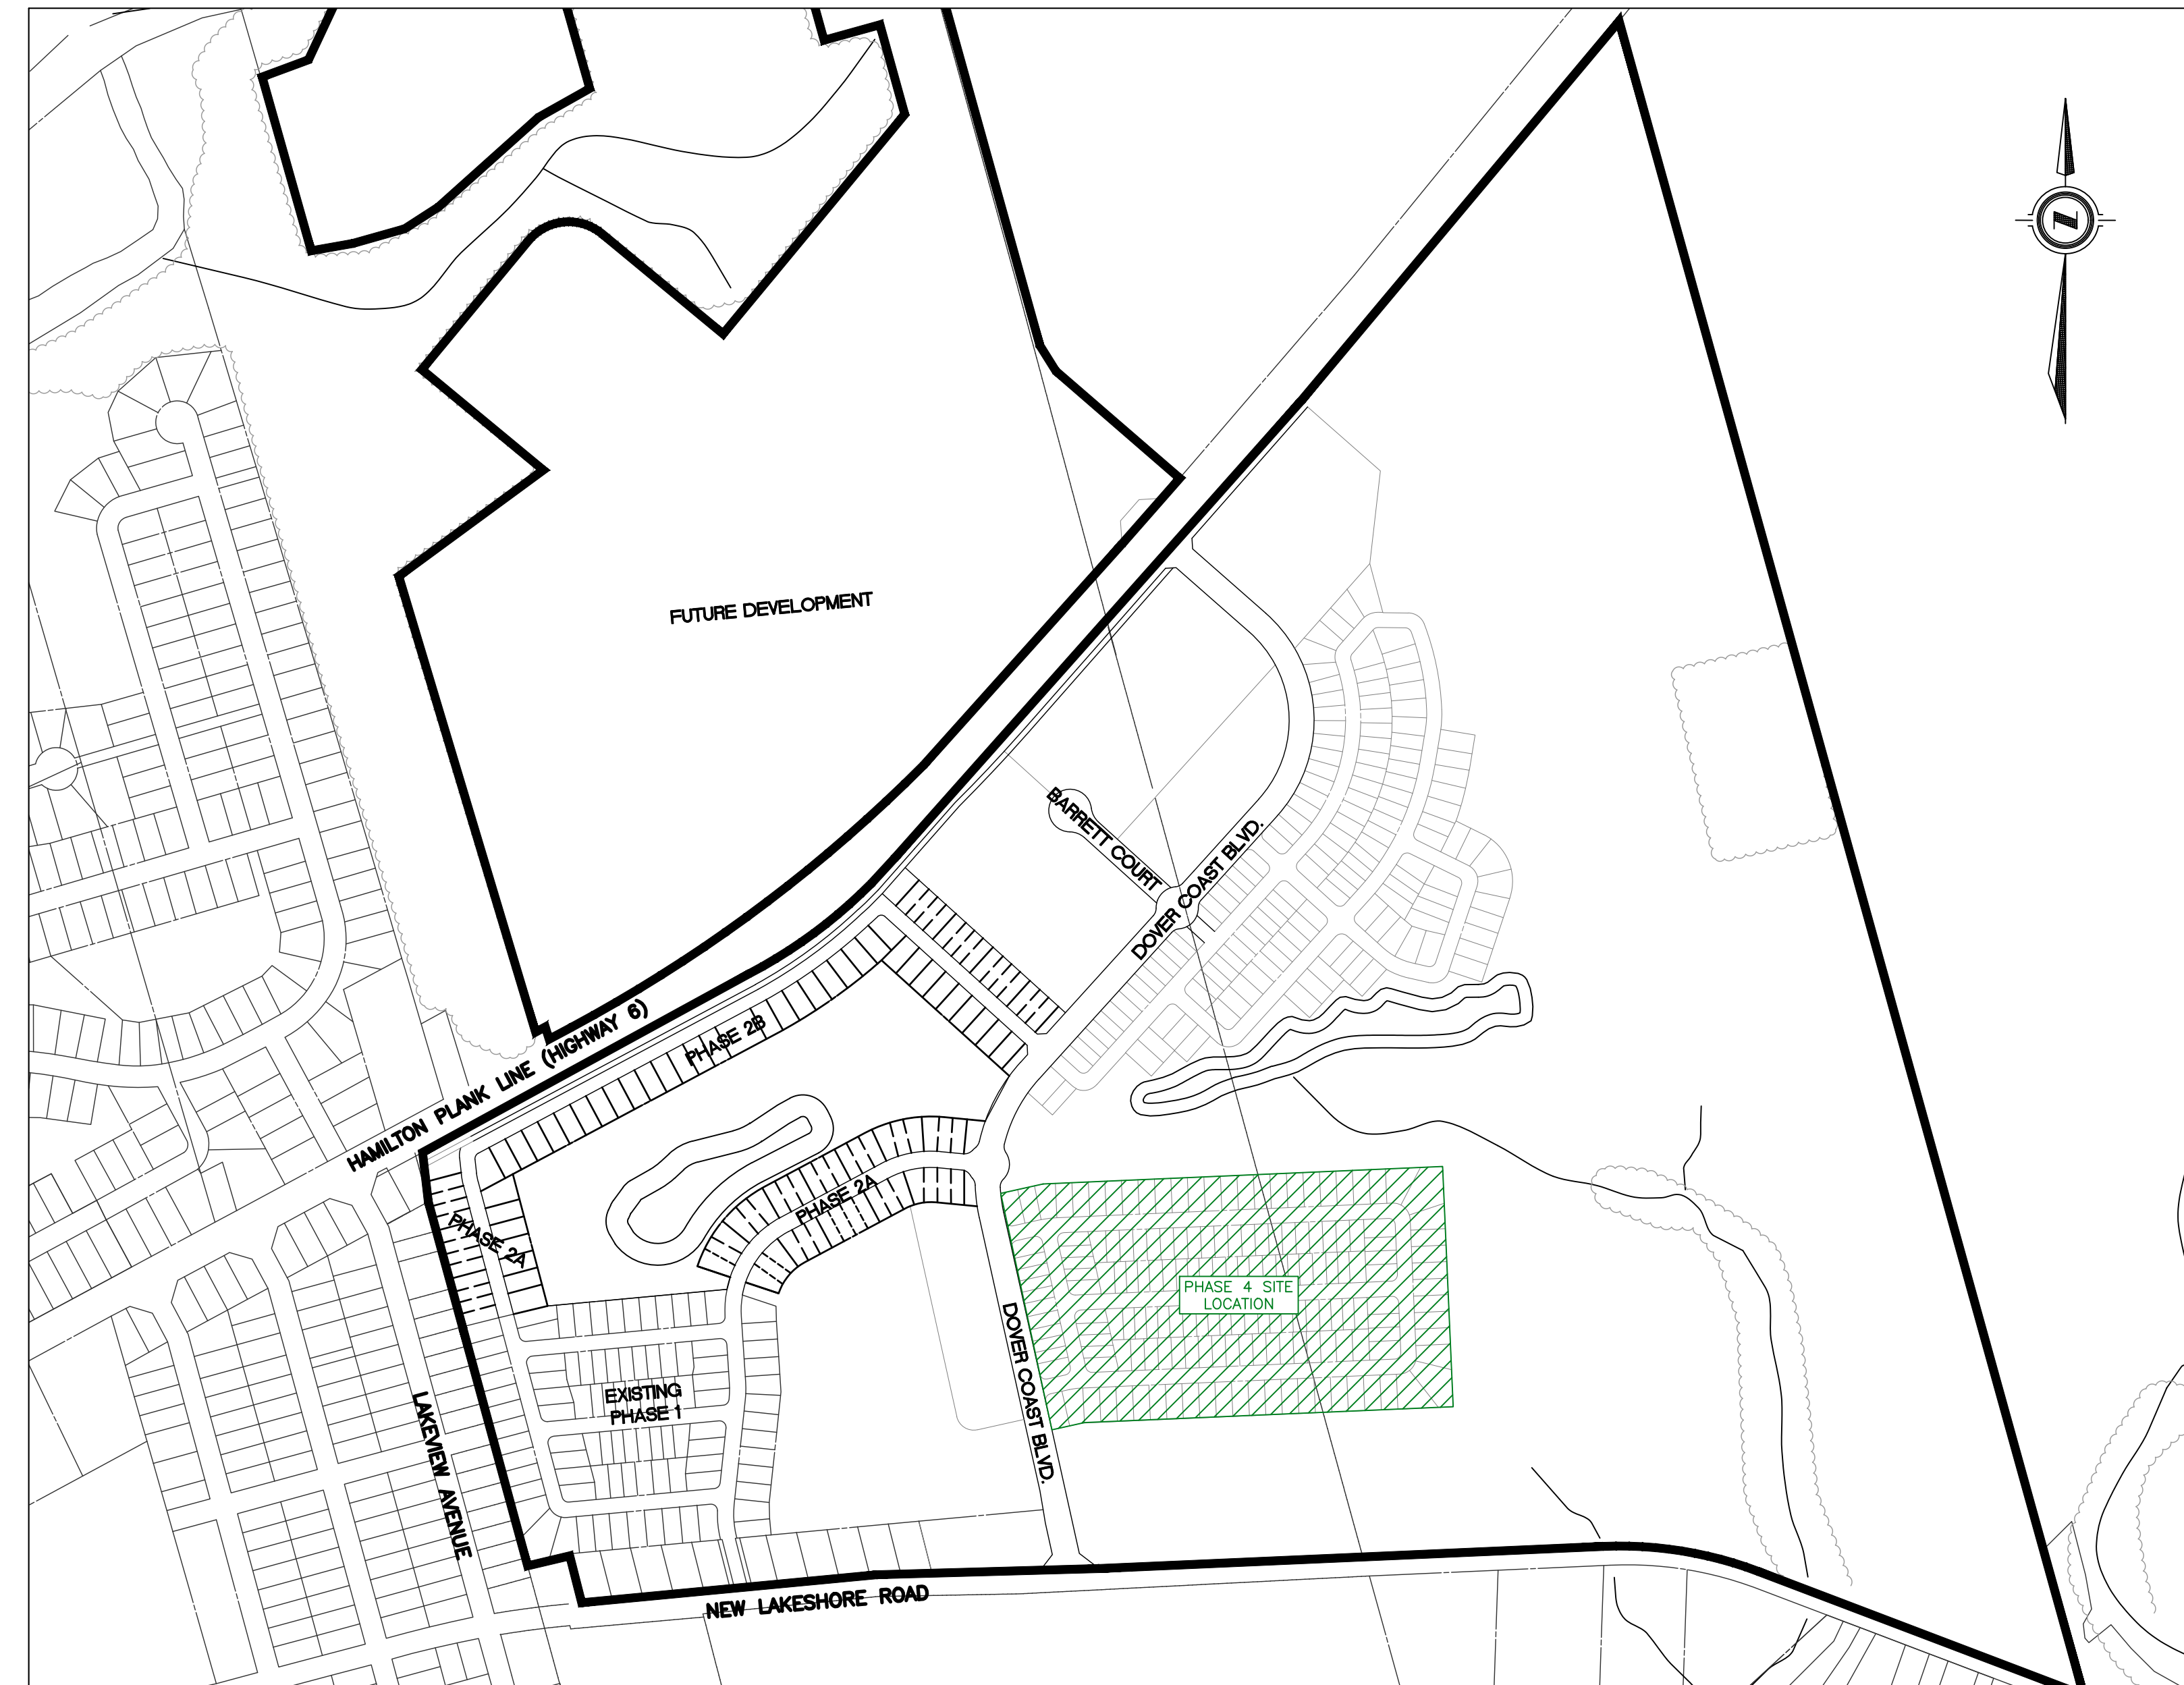 N
FUTURE DEVELOPMENT
BARRETT COURT
DOVER COAST BLVD.
HAMILTON PLANK LINE (HIGHWAY 6)
PHASE 2B
PHASE 2A
PHASE 2A
PHASE 4 SITE
LOCATION
DOVER COAST BLVD.
EXISTING
PHASE 1
LAKEVIEW AVENUE
NEW LAKESHORE ROAD